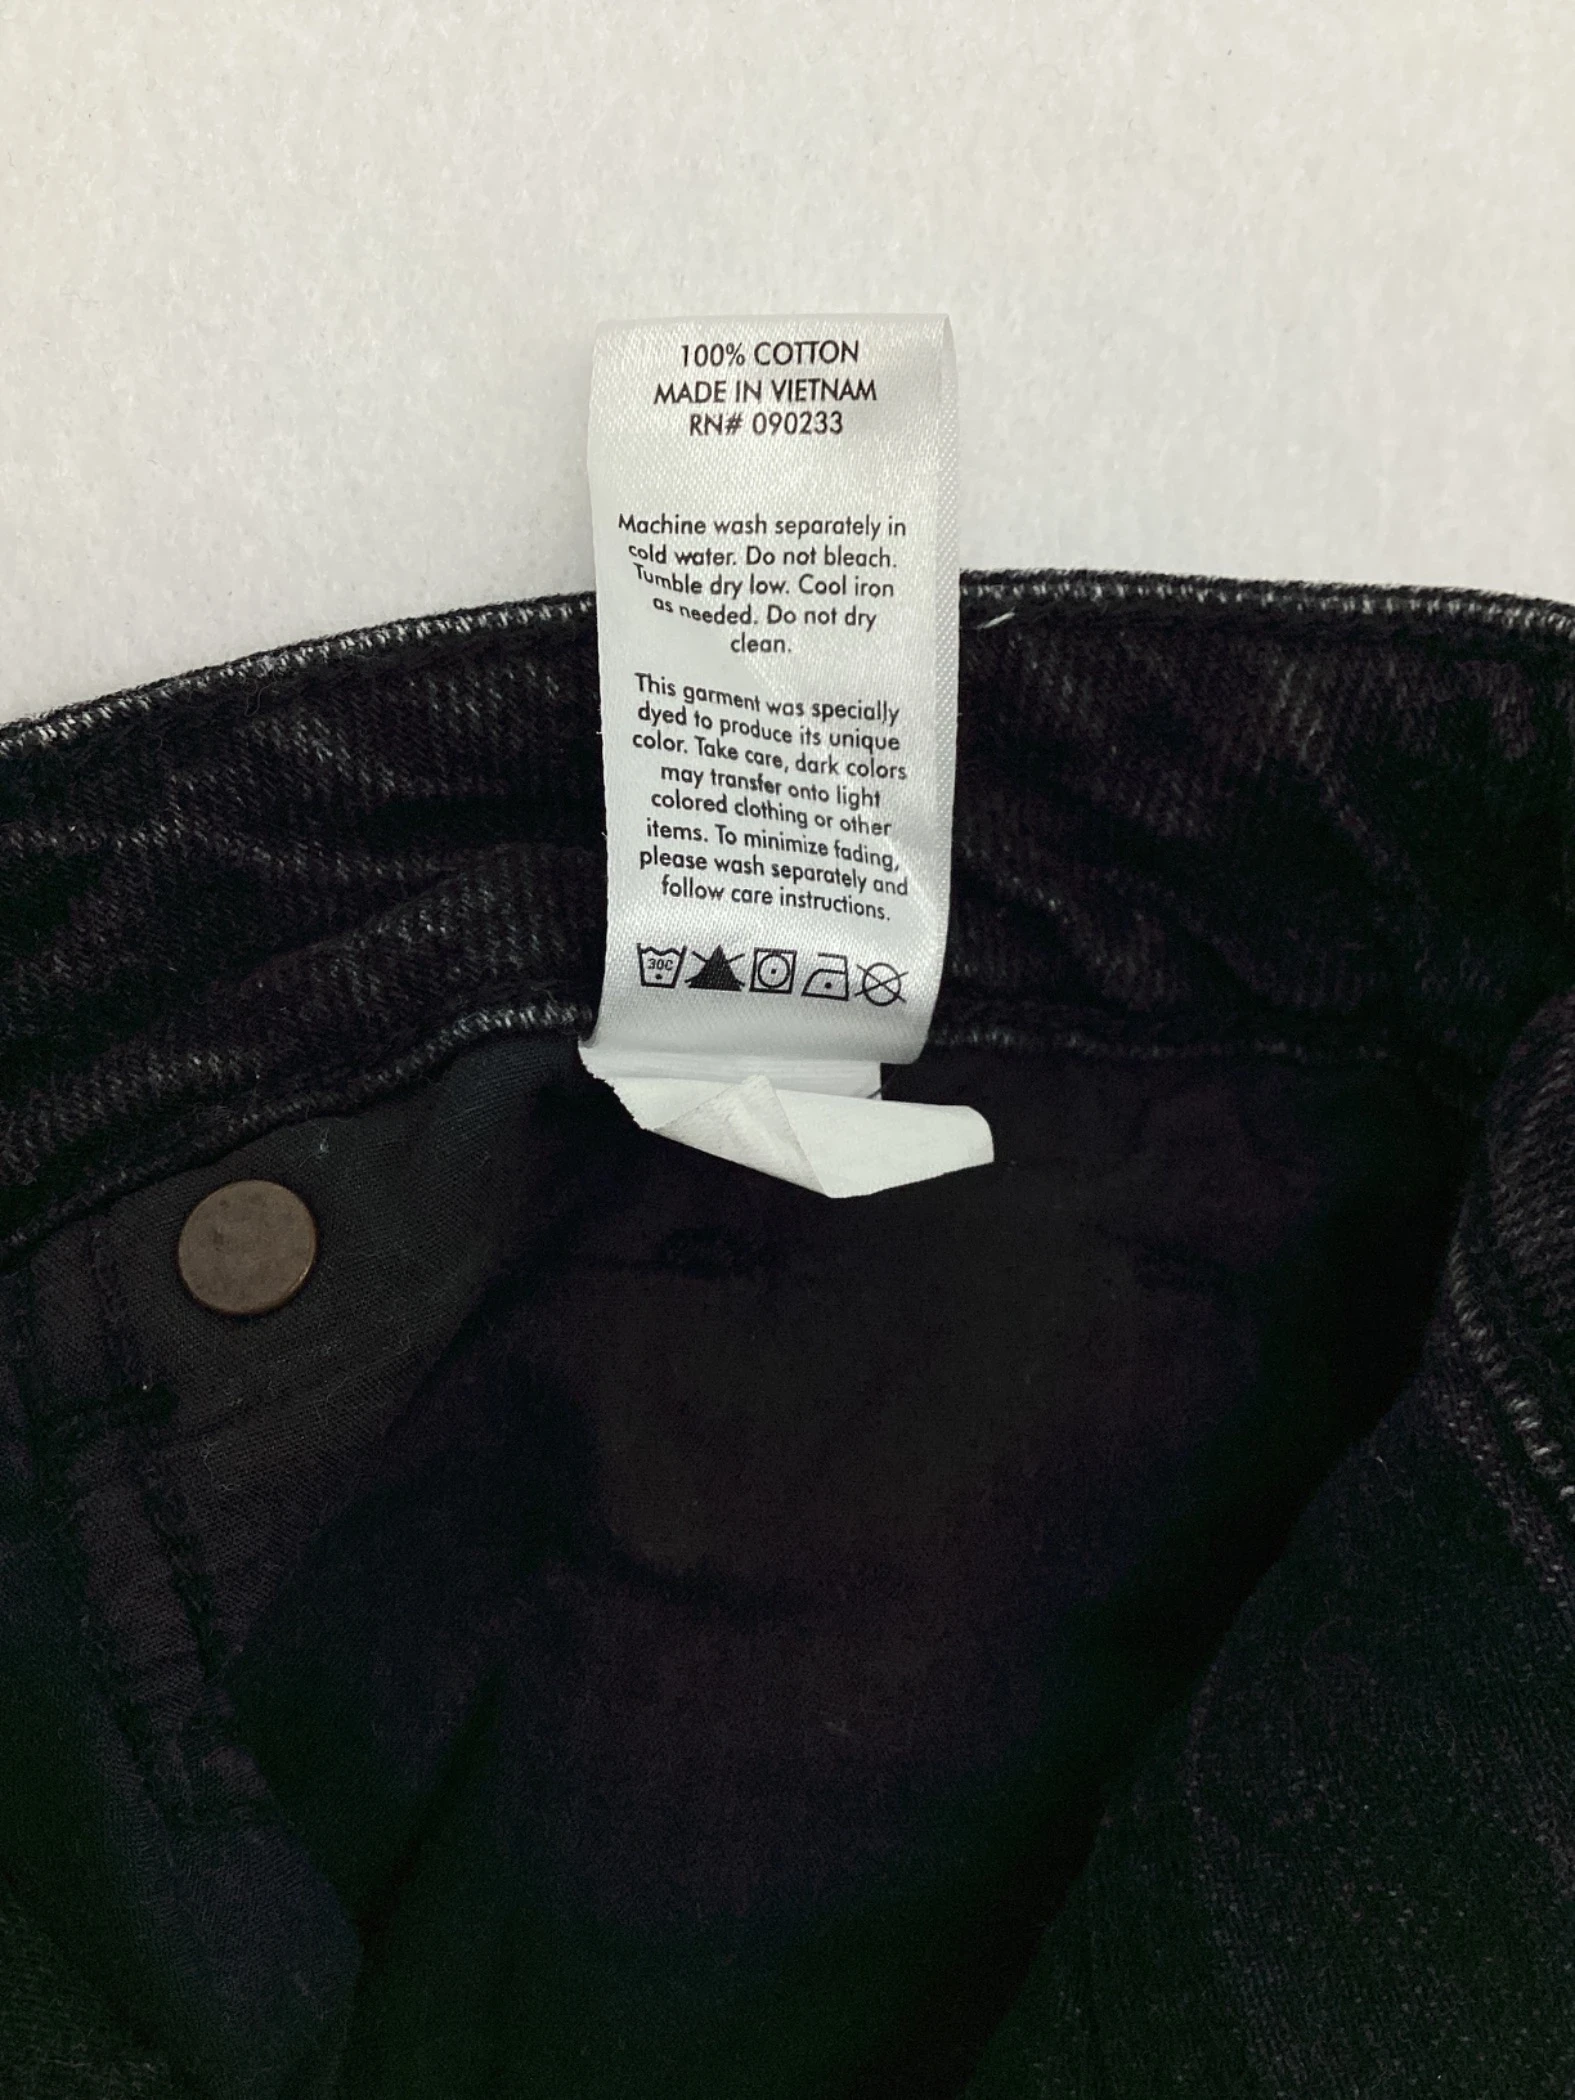 100% COTTON
MADE IN VIETNAM
RN# 090233
Machine wash separately in
cold water. Do not bleach.
Tumble dry low. Cool iron
as needed. Do not dry
clean.
This garment was specially
dyed to produce its unique
color. Take care, dark colors
may transfer onto light
colored clothing or other
items. To minimize fading,
please wash separately and
follow care instructions.
30C